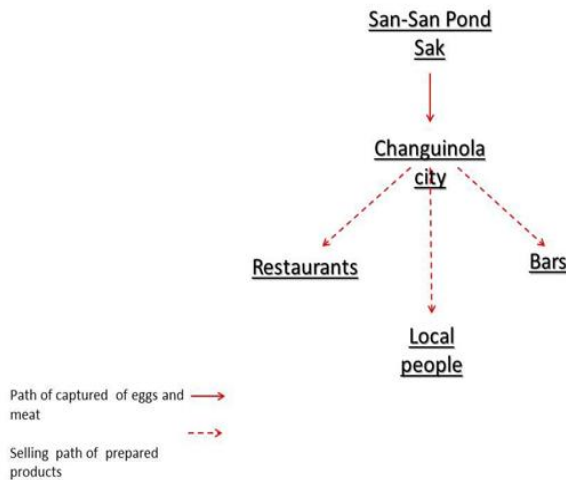 San-San Pond
Sak
Changuinola
city
Restaurants
Bars
Local
people
Path of captured of eggs and
meat
Selling path of prepared
products